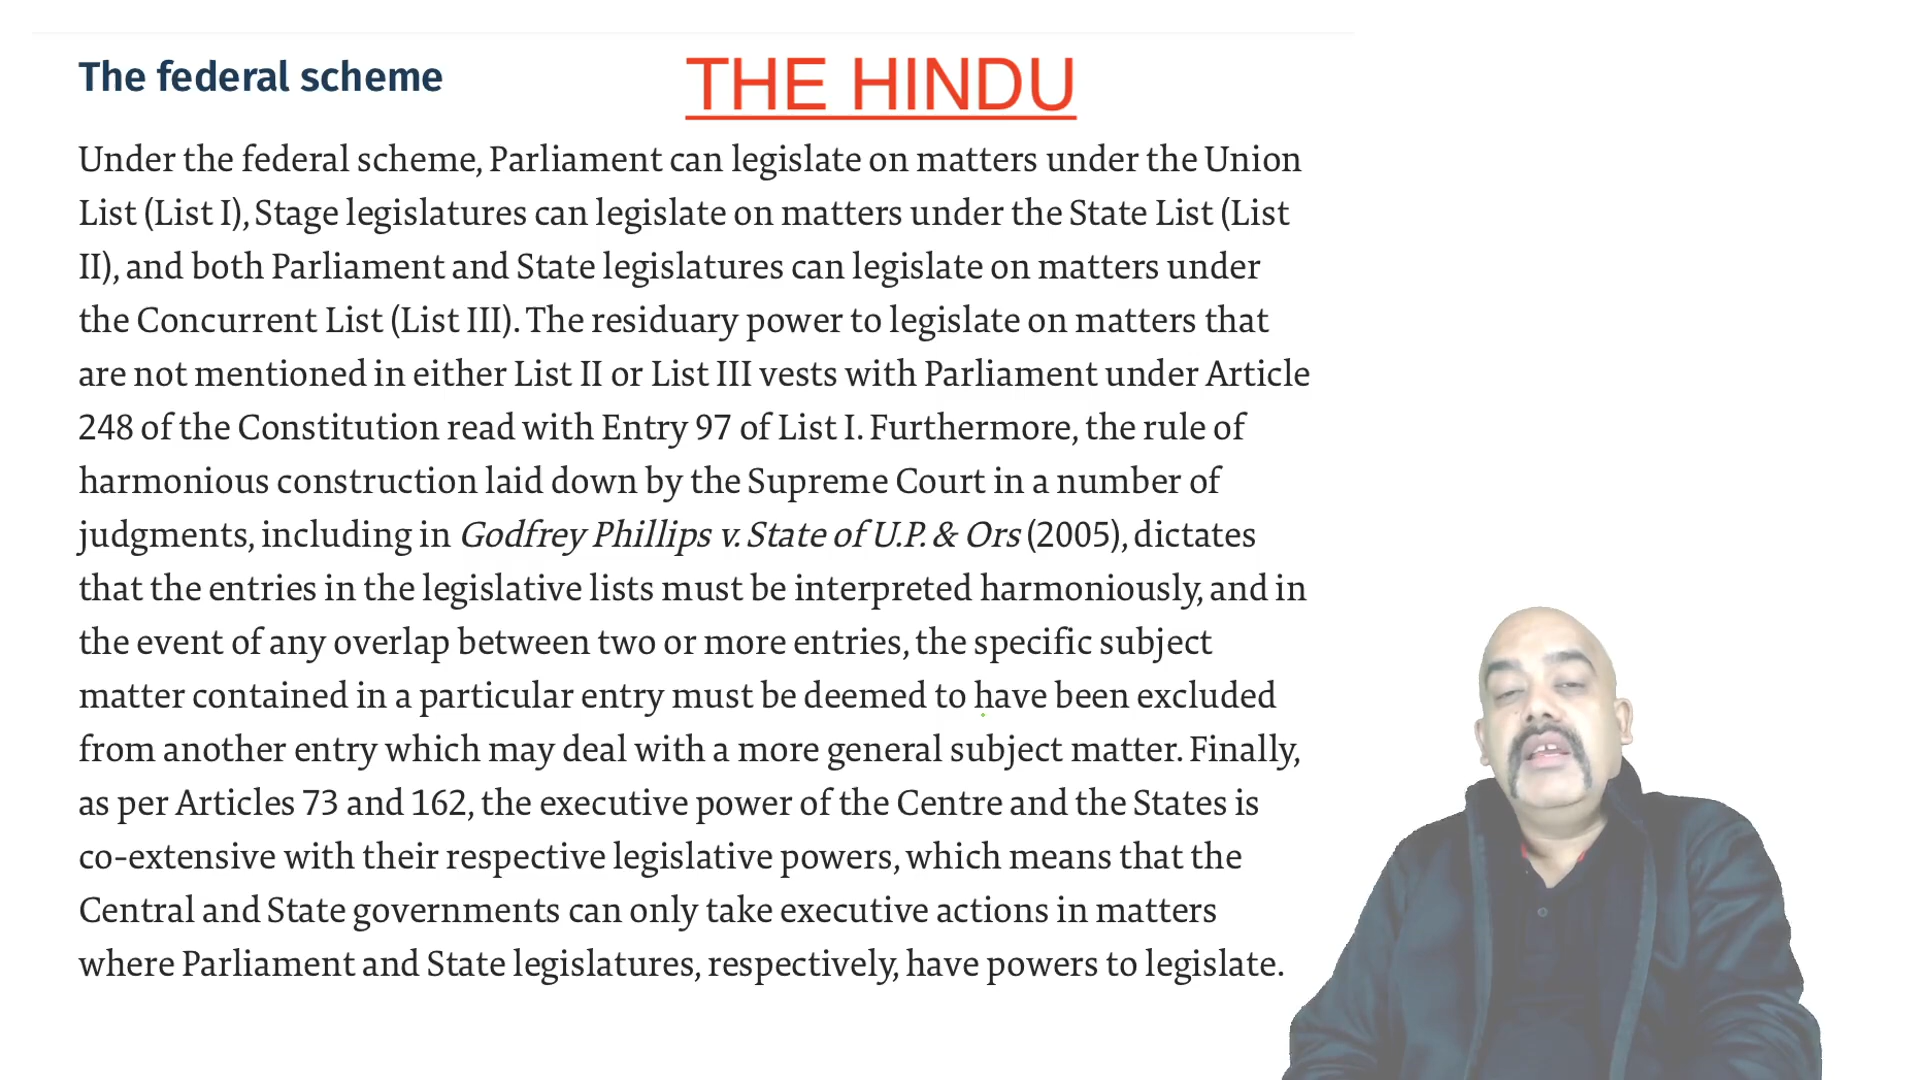 The federal scheme
THE HINDU
Under the federal scheme, Parliament can legislate on matters under the Union
List (List I), Stage legislatures can legislate on matters under the State List (List
II), and both Parliament and State legislatures can legislate on matters under
the Concurrent List (List III). The residuary power to legislate on matters that
are not mentioned in either List II or List III vests with Parliament under Article
248 of the Constitution read with Entry 97 of List I. Furthermore, the rule of
harmonious construction laid down by the Supreme Court in a number of
judgments, including in Godfrey Phillips v. State of U.P. & Ors (2005), dictates
that the entries in the legislative lists must be interpreted harmoniously, and in
the event of any overlap between two or more entries, the specific subject
matter contained in a particular entry must be deemed to have been excluded
from another entry which may deal with a more general subject matter. Finally,
as per Articles 73 and 162, the executive power of the Centre and the States is
co-extensive with their respective legislative powers, which means that the
Central and State governments can only take executive actions in matters
where Parliament and State legislatures, respectively, have powers to legislate.